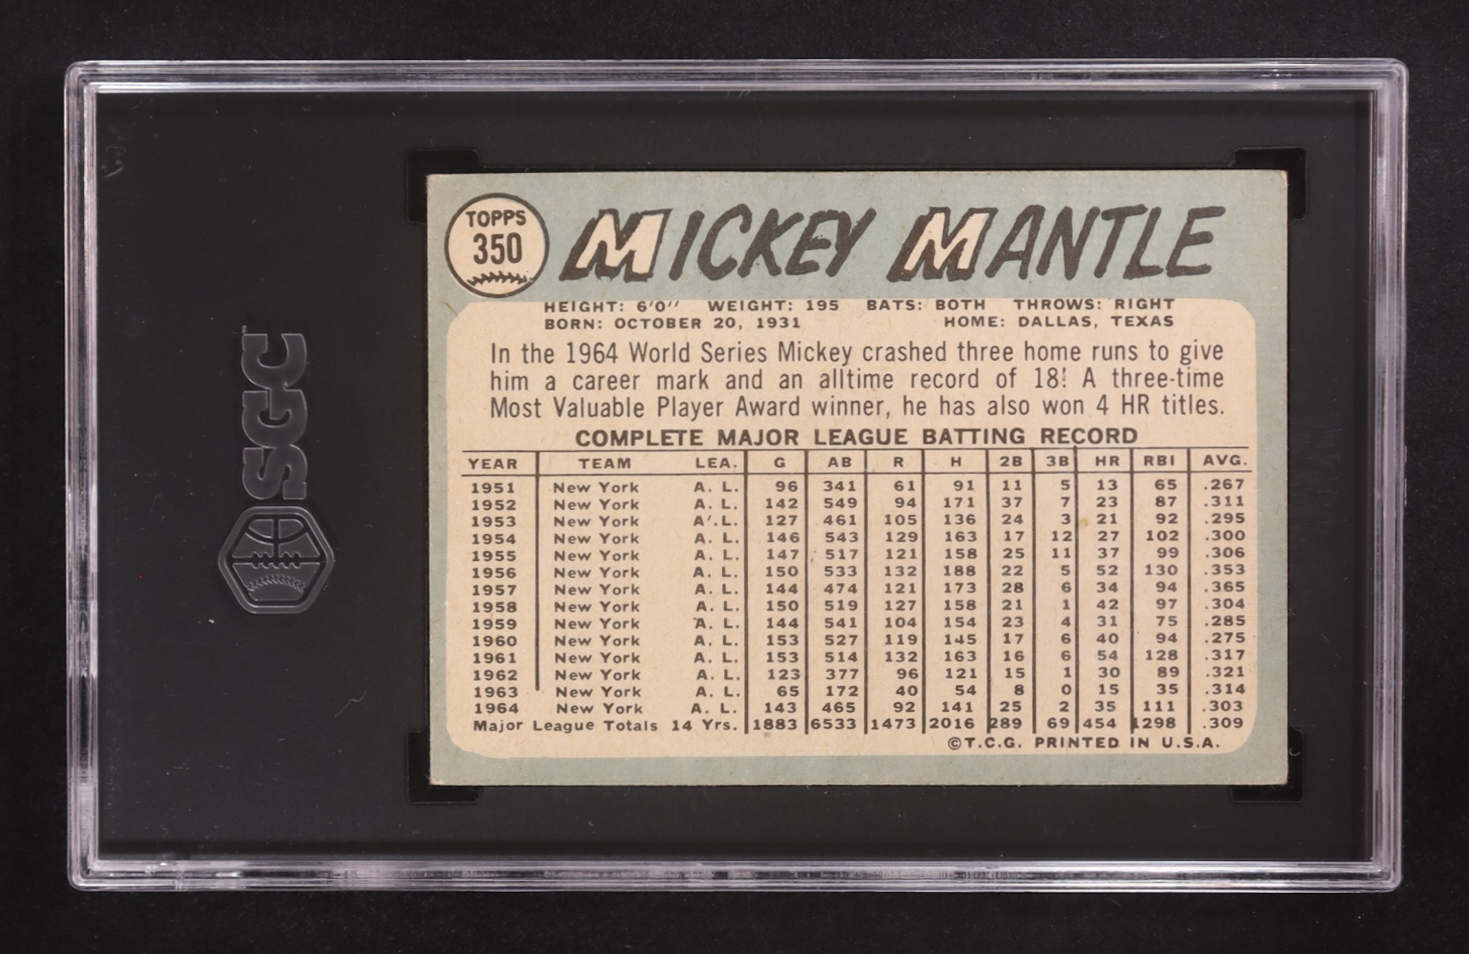 SGC
TOPPS
350
MICKEY MANTLE
HEIGHT: 6'0" WEIGHT: 195 BATS: BOTH THROWS: RIGHT
BORN: OCTOBER 20, 1931 HOME: DALLAS, TEXAS
In the 1964 World Series Mickey crashed three home runs to give
him a career mark and an alltime record of 18! A three-time
Most Valuable Player Award winner, he has also won 4 HR titles.
COMPLETE MAJOR LEAGUE BATTING RECORD
YEAR TEAM LEA. G AB R H 2B 3B HR RBI AVG.
1951 New York A. L. 96 341 61 91 11 5 13 65 .267
1952 New York A. L. 142 549 94 171 37 7 23 87 .311
1953 New York A. L. 127 461 105 136 24 3 21 92 .295
1954 New York A. L. 146 543 129 163 17 12 27 102 .300
1955 New York A. L. 147 517 121 158 25 11 37 99 .306
1956 New York A. L. 150 533 132 188 22 5 52 130 .353
1957 New York A. L. 144 474 121 173 28 6 34 94 .365
1958 New York A. L. 150 519 127 158 21 1 42 97 .304
1959 New York A. L. 144 541 104 154 23 4 31 75 .285
1960 New York A. L. 153 527 119 145 17 6 40 94 .275
1961 New York A. L. 153 514 132 163 16 6 54 128 .317
1962 New York A. L. 123 377 96 121 15 1 30 89 .321
1963 New York A. L. 65 172 40 54 8 0 15 35 .314
1964 New York A. L. 143 465 92 141 25 2 35 111 .303
Major League Totals 14 Yrs. 1883 6533 1473 2016 289 69 454 1298 .309
©T.C.G. PRINTED IN U.S.A.